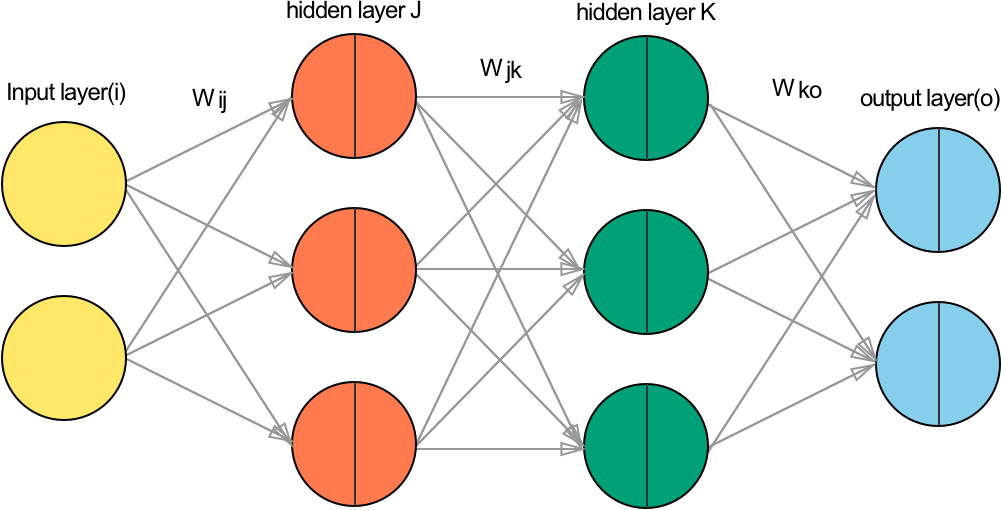 hidden layer J
hidden layer K
Input layer(i)
W ij
W jk
W ko
output layer(o)